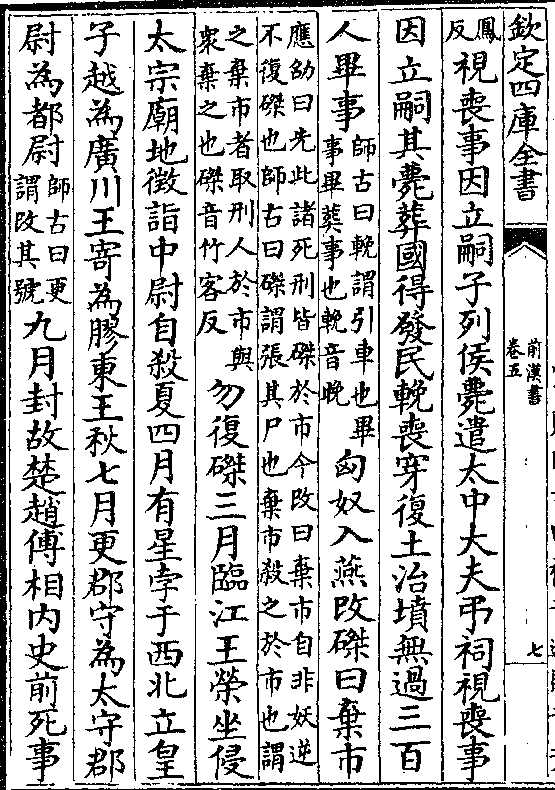 欽定四庫全書
前漢書
卷五
七
鳳
反
視喪事因立嗣子列侯薨遣太中大夫弔祠視喪事
因立嗣其薨葬國得發民輓喪穿復土治墳無過三百
人畢事
師古曰輓謂引車也畢
事畢葬事也輓音晚
匈奴入燕改磔曰棄市
應劭曰先此諸死刑皆磔於市今改曰棄市自非妖逆
不復磔也師古曰磔謂張其尸也棄市殺之於市也謂
之棄市者取刑人於市與
衆棄之也磔音竹客反
勿復磔三月臨江王榮坐侵
太宗廟地徵詣中尉自殺夏四月有星孛于西北立皇
子越為廣川王寄為膠東王秋七月更郡守為太守郡
尉為都尉
師古曰更
謂改其號
九月封故楚趙傅相內史前死事